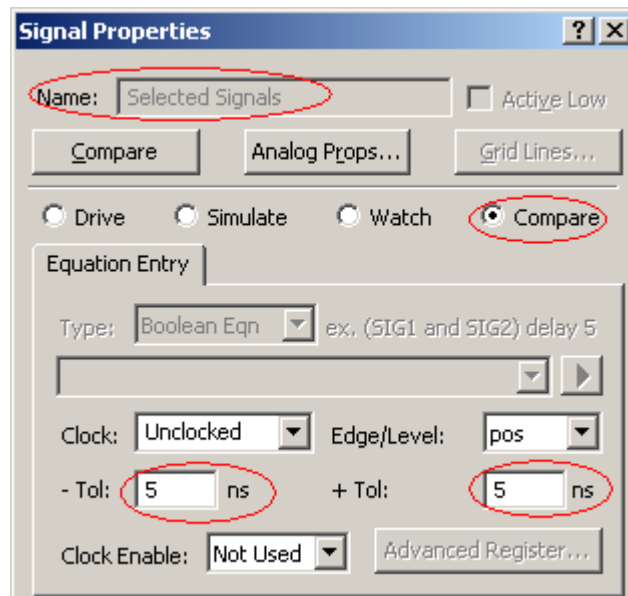 Signal Properties
Name: Selected Signals Active Low
Compare Analog Props... Grid Lines...
Drive Simulate Watch Compare
Equation Entry
Type: Boolean Eqn ex. (SIG1 and SIG2) delay 5
Clock: Unclocked Edge/Level: pos
- Tol: 5 ns + Tol: 5 ns
Clock Enable: Not Used Advanced Register...